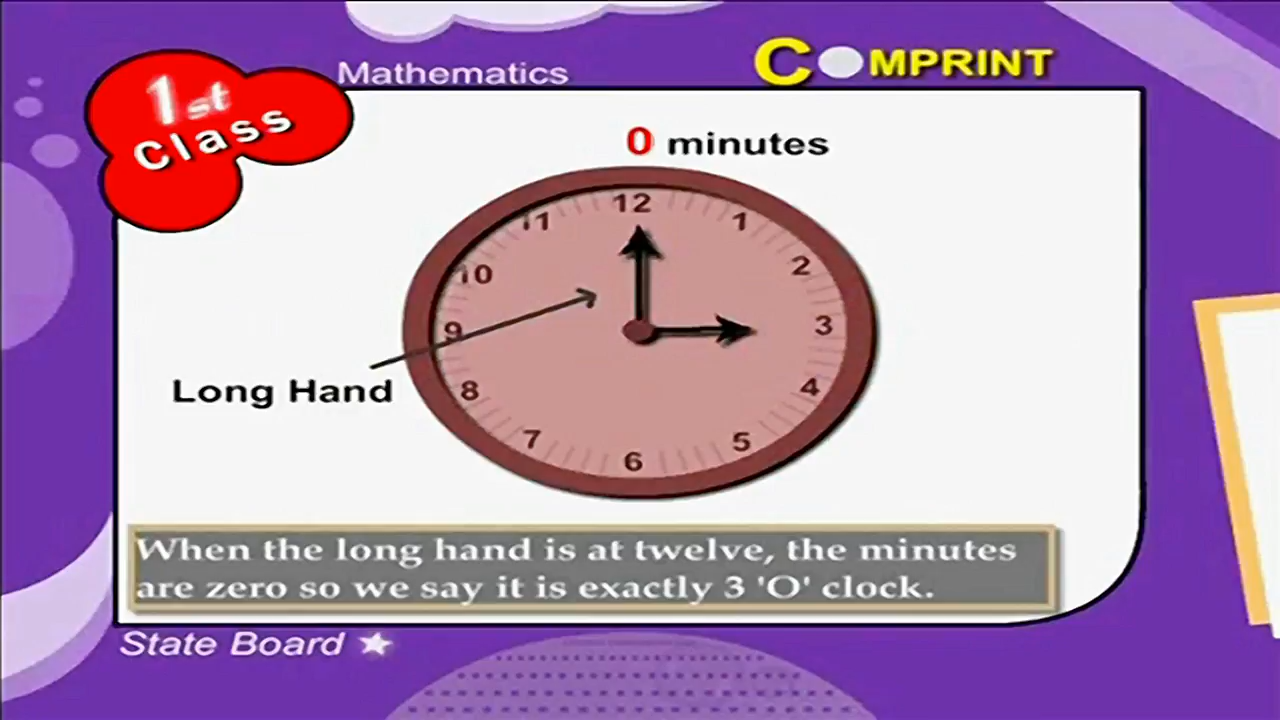 Mathematics
COMPRINT
1st
Class
0 minutes
12
11
1
10
2
9
3
8
4
7
5
6
Long Hand
When the long hand is at twelve, the minutes
are zero so we say it is exactly 3 'O' clock.
State Board